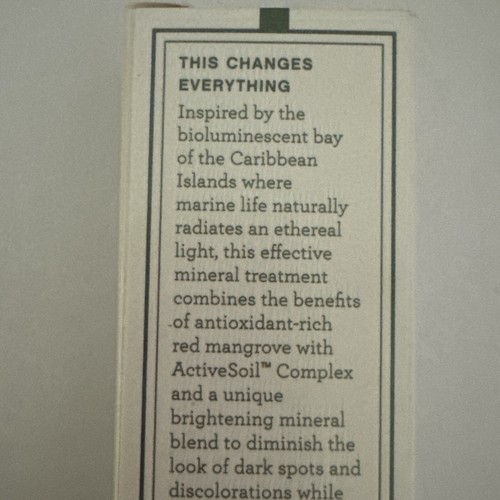 THIS CHANGES
EVERYTHING
Inspired by the
bioluminescent bay
of the Caribbean
Islands where
marine life naturally
radiates an ethereal
light, this effective
mineral treatment
combines the benefits
of antioxidant-rich
red mangrove with
ActiveSoil™ Complex
and a unique
brightening mineral
blend to diminish the
look of dark spots and
discolorations while